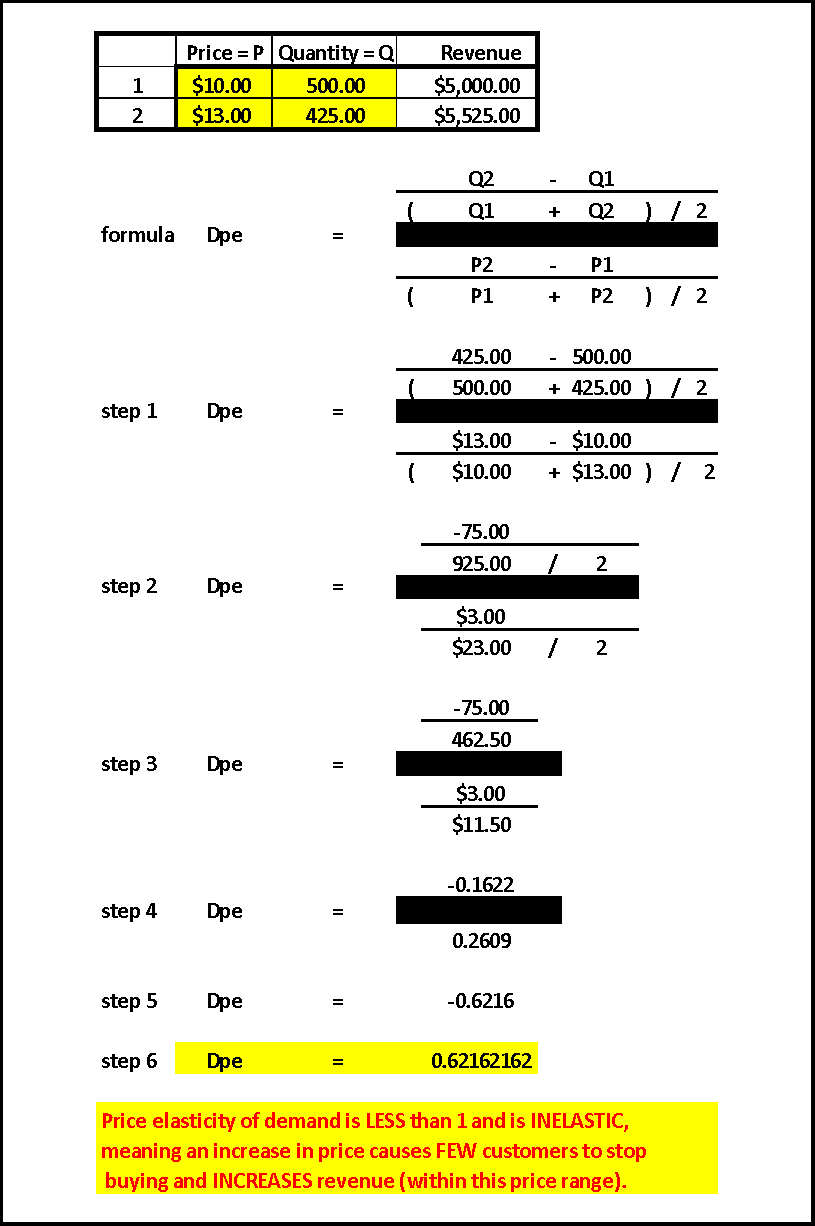 Price = P Quantity = Q Revenue
1 $10.00 500.00 $5,000.00
2 $13.00 425.00 $5,525.00
Q2 - Q1
( Q1 + Q2 ) / 2
formula Dpe =
P2 - P1
( P1 + P2 ) / 2
425.00 - 500.00
( 500.00 + 425.00 ) / 2
step 1 Dpe =
$13.00 - $10.00
( $10.00 + $13.00 ) / 2
-75.00
925.00 / 2
step 2 Dpe =
$3.00
$23.00 / 2
-75.00
462.50
step 3 Dpe =
$3.00
$11.50
-0.1622
step 4 Dpe =
0.2609
step 5 Dpe = -0.6216
step 6 Dpe = 0.62162162
Price elasticity of demand is LESS than 1 and is INELASTIC,
meaning an increase in price causes FEW customers to stop
buying and INCREASES revenue (within this price range).